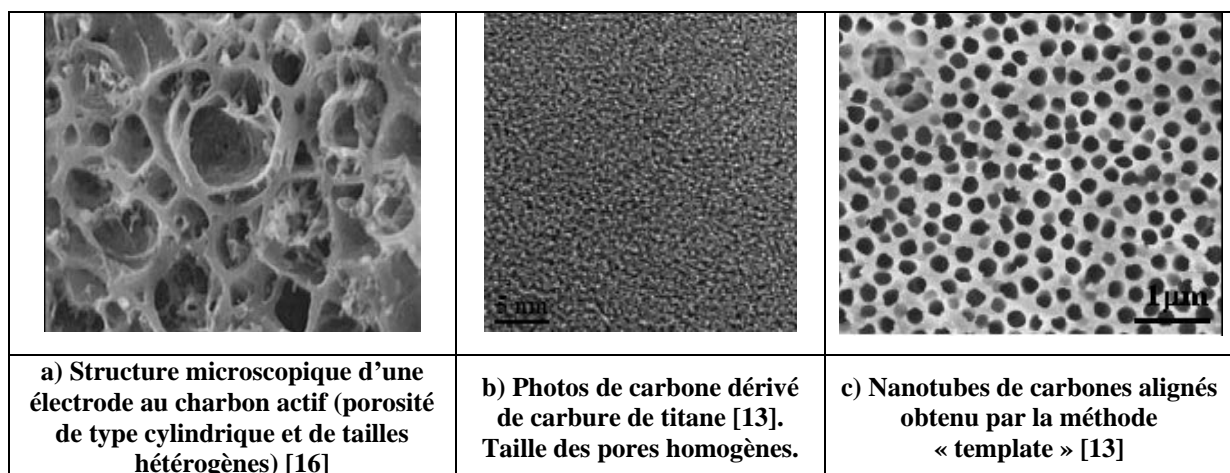 5 nm
1µm
a) Structure microscopique d’une
électrode au charbon actif (porosité
de type cylindrique et de tailles
hétérogènes) [16]
b) Photos de carbone dérivé
de carbure de titane [13].
Taille des pores homogènes.
c) Nanotubes de carbones alignés
obtenu par la méthode
« template » [13]